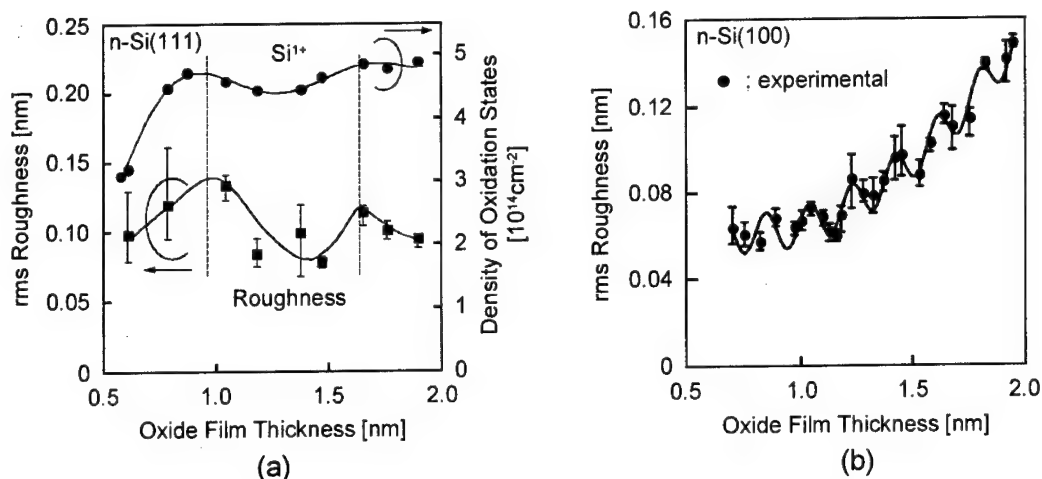 n-Si(111)
Si¹⁺
Roughness
0.25
0.20
0.15
0.10
0.05
0
rms Roughness [nm]
5
4
3
2
1
0
Density of Oxidation States
[10¹⁴cm⁻²]
0.5
1.0
1.5
2.0
Oxide Film Thickness [nm]
(a)
n-Si(100)
● ; experimental
0.16
0.12
0.08
0.04
0
rms Roughness [nm]
0.5
1.0
1.5
2.0
Oxide Film Thickness [nm]
(b)